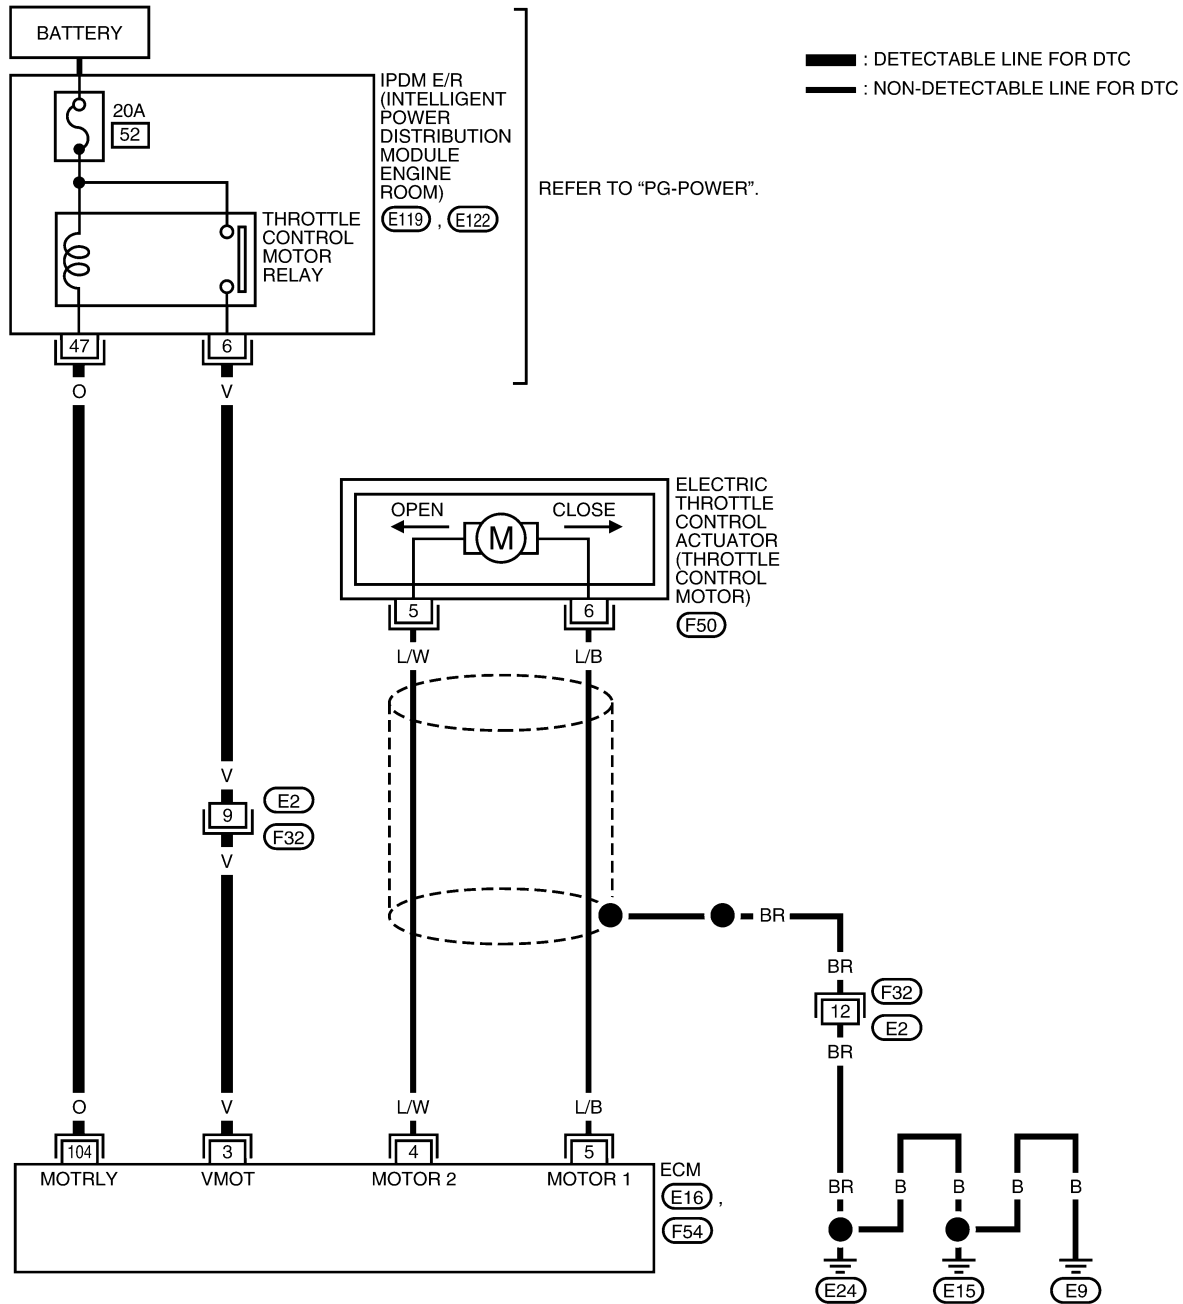 BATTERY
20A
52
IPDM E/R
(INTELLIGENT
POWER
DISTRIBUTION
MODULE
ENGINE
ROOM)
E119 , E122
THROTTLE
CONTROL
MOTOR
RELAY
REFER TO “PG-POWER”.
: DETECTABLE LINE FOR DTC
: NON-DETECTABLE LINE FOR DTC
47
6
O
V
ELECTRIC
THROTTLE
CONTROL
ACTUATOR
(THROTTLE
CONTROL
MOTOR)
F50
OPEN
CLOSE
M
5
6
L/W
L/B
V
9
E2
F32
V
BR
BR
12
F32
E2
BR
O
V
L/W
L/B
104
3
4
5
MOTRLY
VMOT
MOTOR 2
MOTOR 1
ECM
E16 ,
F54
BR
B
B
B
B
E24
E15
E9